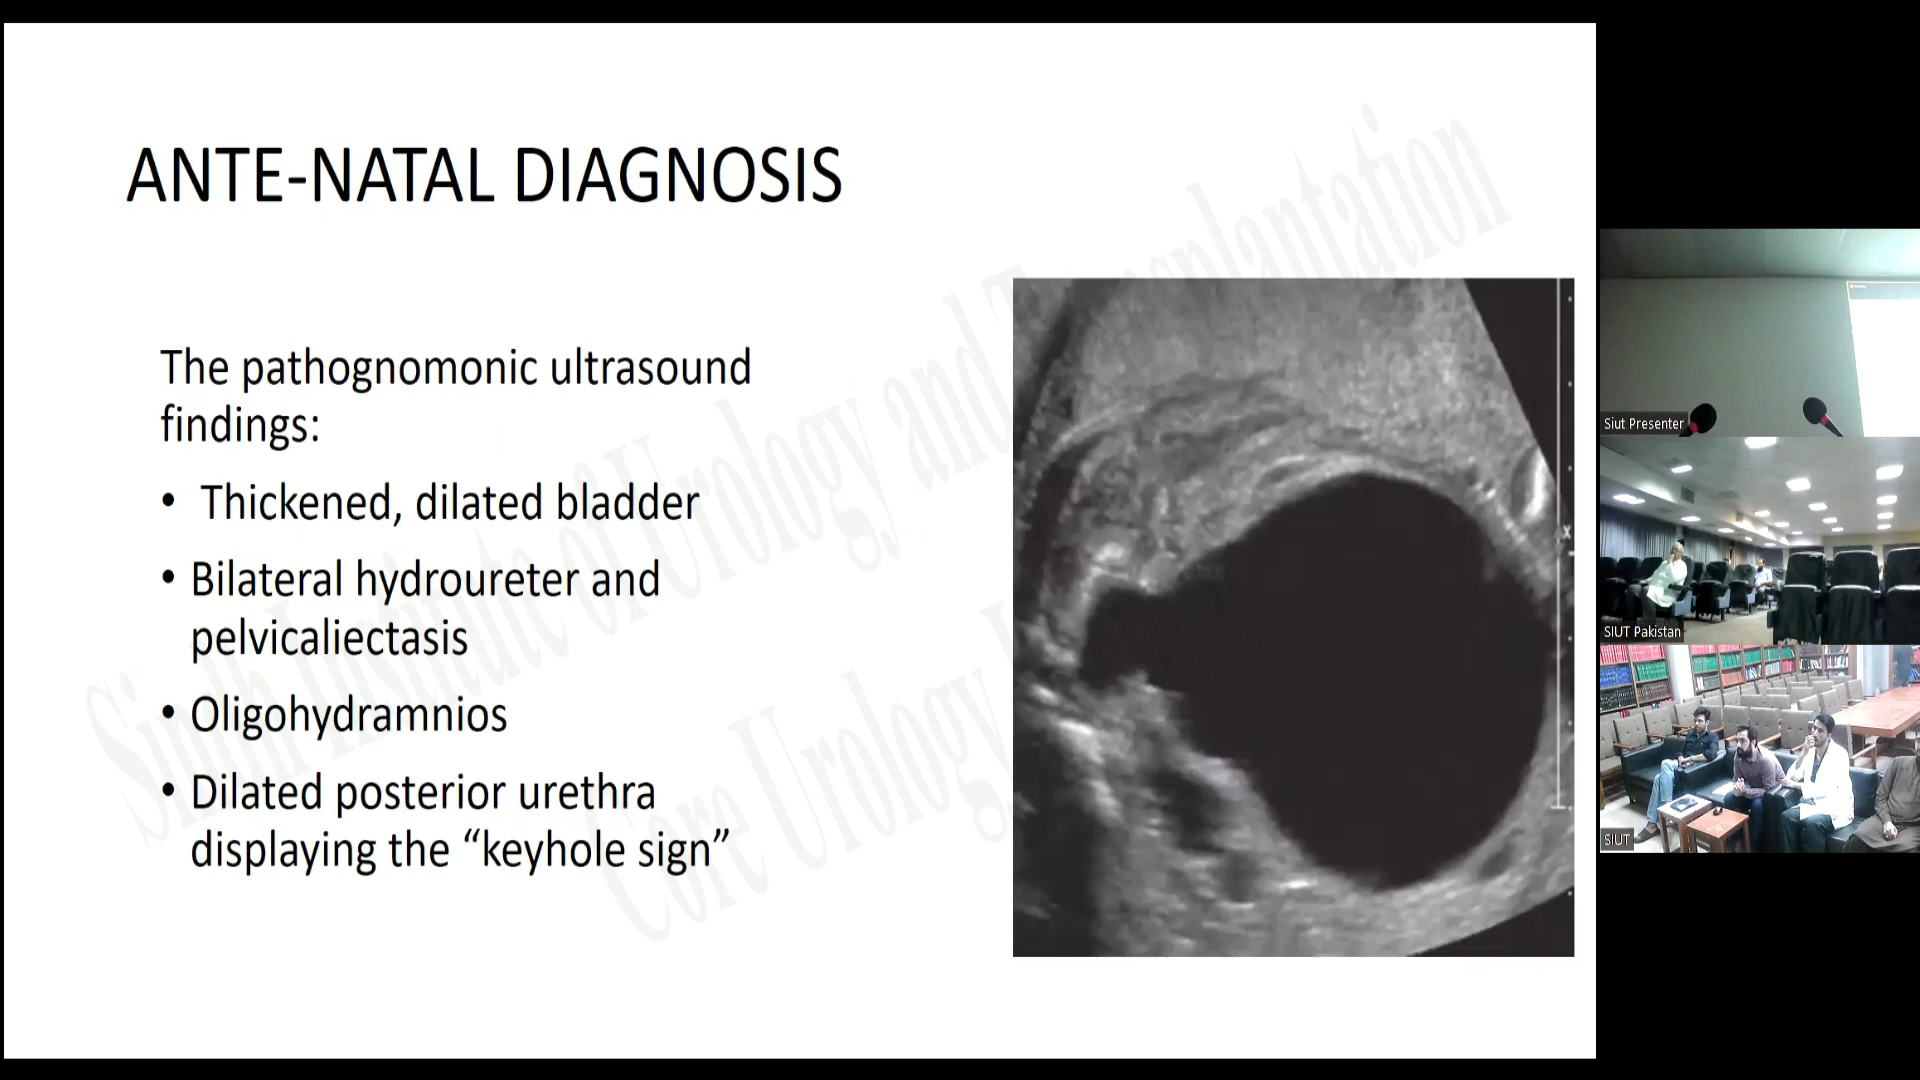 ANTE-NATAL DIAGNOSIS
The pathognomonic ultrasound
findings:
• Thickened, dilated bladder
• Bilateral hydroureter and
pelvicaliectasis
• Oligohydramnios
• Dilated posterior urethra
displaying the “keyhole sign”
Sindh Institute of Urology and Transplantation
Core Urology
x
Siut Presenter
SIUT Pakistan
SIUT